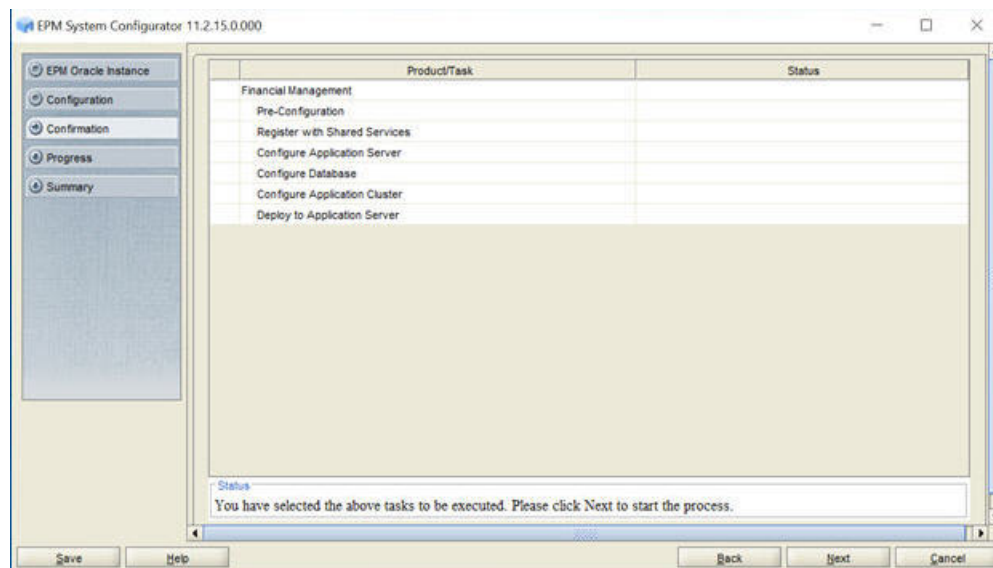 EPM System Configurator 11.2.15.0.000
EPM Oracle Instance
Configuration
Confirmation
Progress
Summary
Product/Task Status
Financial Management
Pre-Configuration
Register with Shared Services
Configure Application Server
Configure Database
Configure Application Cluster
Deploy to Application Server
Status
You have selected the above tasks to be executed. Please click Next to start the process.
Save Help Back Next Cancel